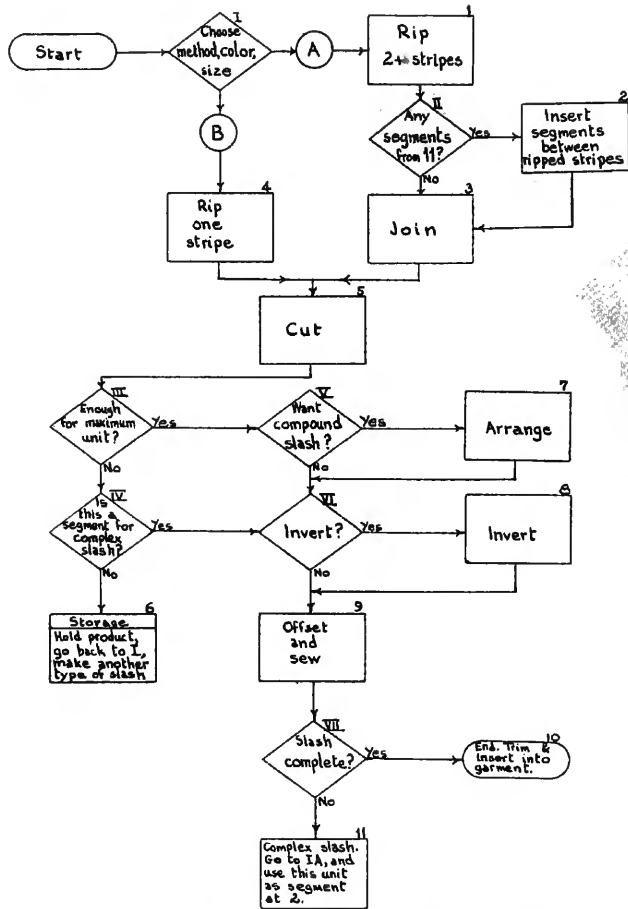 I
Choose
method, color,
size
Start
A
1
Rip
2+ stripes
II
Any
segments
from 11?
Yes
No
2
Insert
segments
between
ripped stripes
B
4
Rip
one
stripe
3
Join
5
Cut
III
Enough
for maximum
unit?
Yes
No
V
Want
compound
slash?
Yes
No
7
Arrange
IV
Is
this a
segment for
complex
slash?
Yes
No
VI
Invert?
Yes
No
8
Invert
6
Storage
Hold product,
go back to I,
make another
type of slash
9
Offset
and
sew
VII
Slash
complete?
Yes
No
10
End. Trim &
Insert into
garment.
11
Complex slash.
Go to IA, and
use this unit
as segment
at 2.